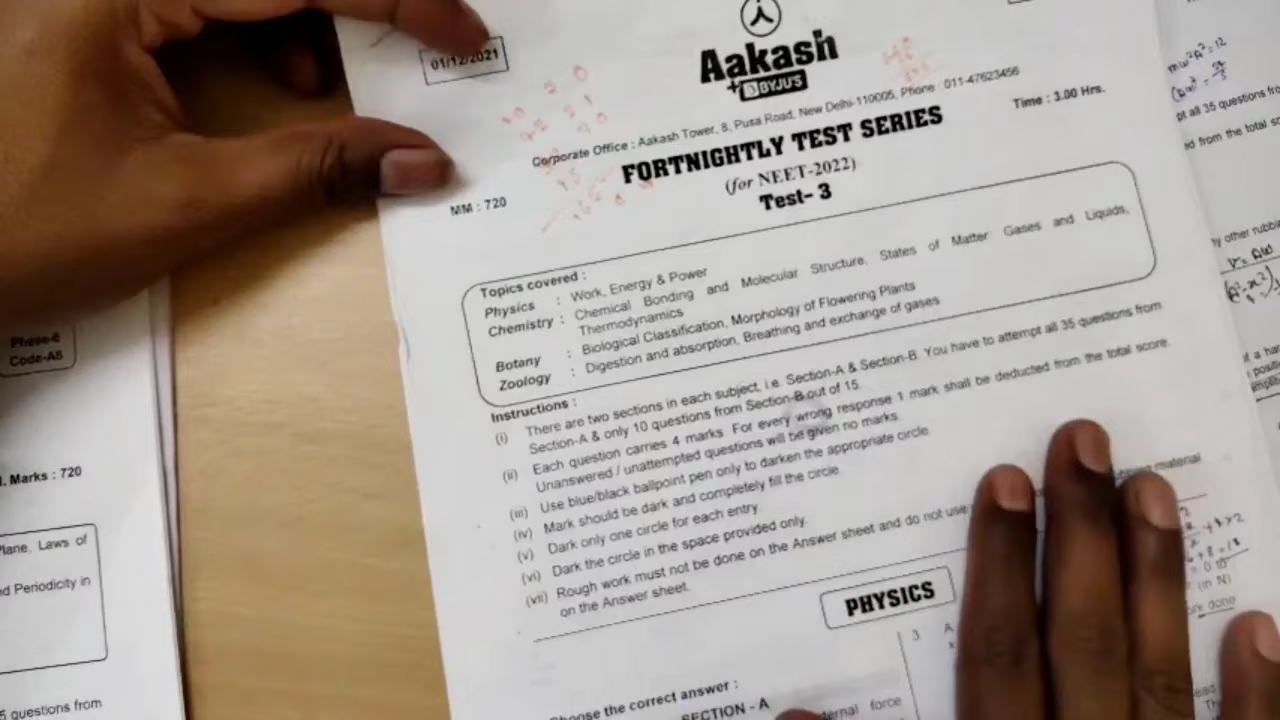 01/12/2021
Aakash
+ BYJU'S
Corporate Office : Aakash Tower, 8, Pusa Road, New Delhi-110005, Phone : 011-47623456
MM : 720
FORTNIGHTLY TEST SERIES
Time : 3.00 Hrs.
(for NEET-2022)
Test- 3
Topics covered :
Physics : Work, Energy & Power
Chemistry : Chemical Bonding and Molecular Structure, States of Matter: Gases and Liquids,
Thermodynamics
Botany : Biological Classification, Morphology of Flowering Plants
Zoology : Digestion and absorption, Breathing and exchange of gases
Instructions :
(i) There are two sections in each subject, i.e. Section-A & Section-B. You have to attempt all 35 questions from
Section-A & only 10 questions from Section-B out of 15.
(ii) Each question carries 4 marks. For every wrong response 1 mark shall be deducted from the total score.
Unanswered / unattempted questions will be given no marks.
(iii) Use blue/black ballpoint pen only to darken the appropriate circle.
(iv) Mark should be dark and completely fill the circle.
(v) Dark only one circle for each entry.
(vi) Dark the circle in the space provided only.
(vii) Rough work must not be done on the Answer sheet and do not use material
on the Answer sheet.
PHYSICS
Choose the correct answer :
SECTION - A
3. A
force
Phase-6
Code-A6
Marks : 720
Laws of
Periodicity in
questions from
all 35 questions
from the total
other
(in N)
done